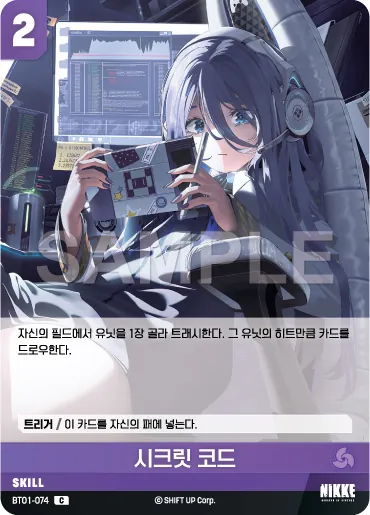 2
SAMPLE
자신의 필드에서 유닛을 1장 골라 트래시한다. 그 유닛의 히트만큼 카드를
드로우한다.
트리거 / 이 카드를 자신의 패에 넣는다.
시크릿 코드
SKILL
BT01-074 C
© SHIFT UP Corp.
NIKKE